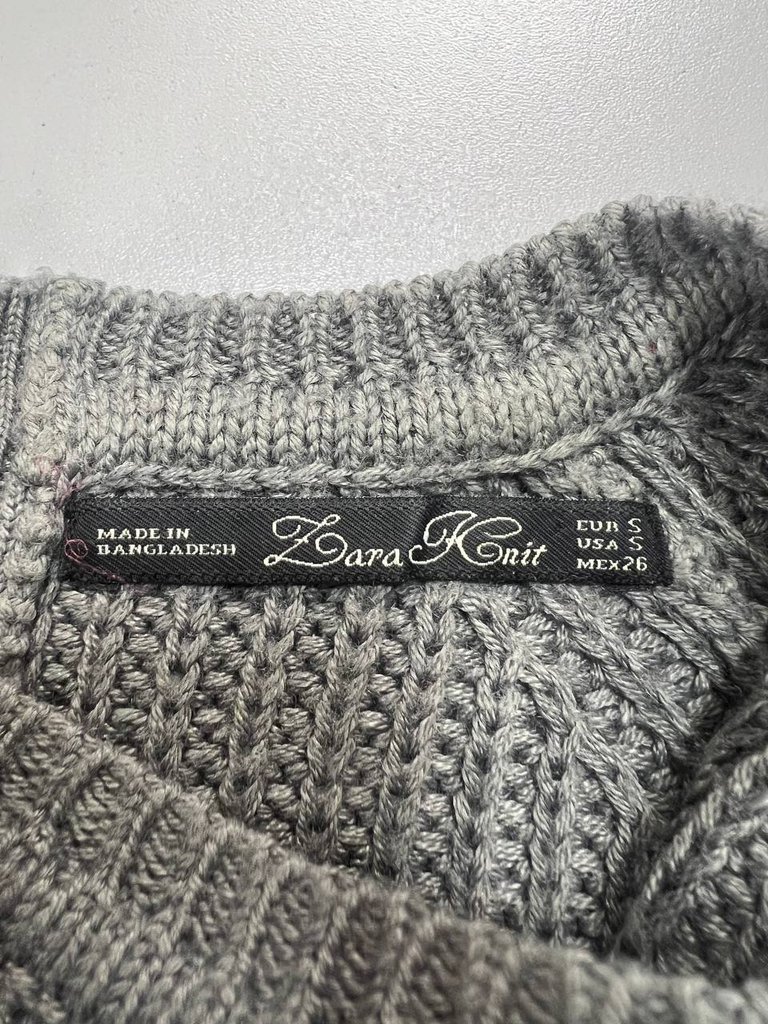 MADE IN
BANGLADESH
Zara Knit
EUR S
USA S
MEX 26